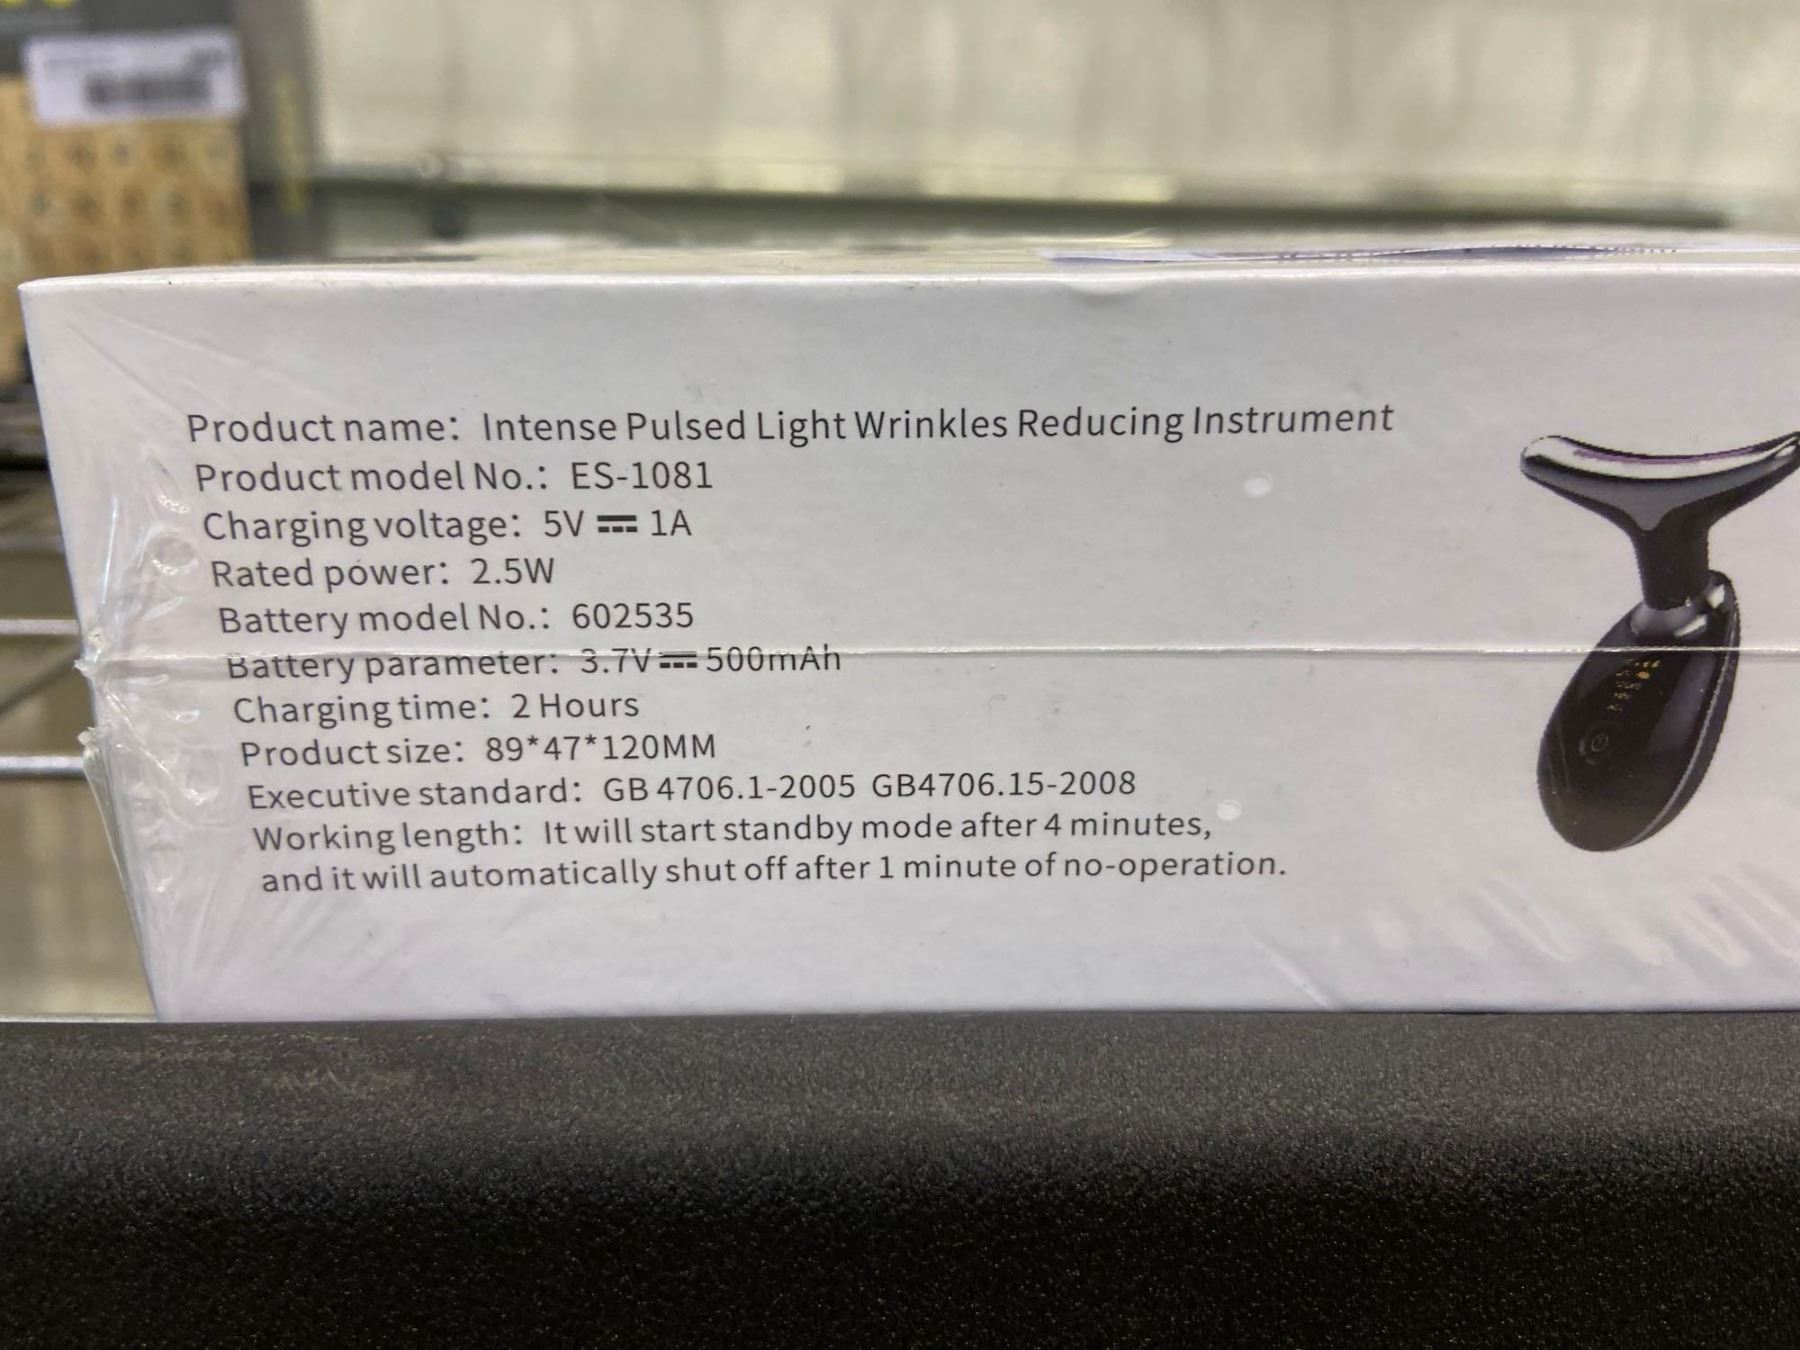 Product name： Intense Pulsed Light Wrinkles Reducing Instrument
Product model No.： ES-1081
Charging voltage： 5V ⎓ 1A
Rated power： 2.5W
Battery model No.： 602535
Battery parameter： 3.7V⎓500mAh
Charging time： 2 Hours
Product size： 89*47*120MM
Executive standard： GB 4706.1-2005 GB4706.15-2008
Working length： It will start standby mode after 4 minutes,
and it will automatically shut off after 1 minute of no-operation.